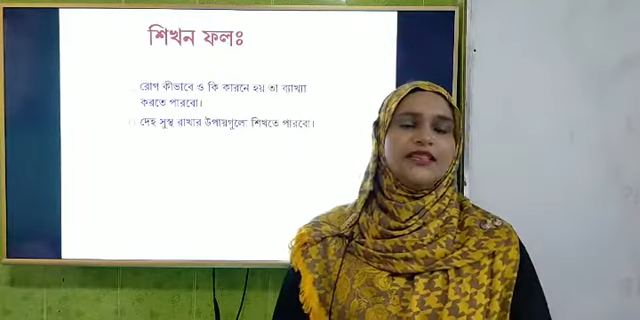 শিখন ফলঃ
রোগ কীভাবে ও কি কারনে হয় তা ব্যাখ্যা
করতে পারবো।
দেহ সুস্থ রাখার উপায়গুলো শিখতে পারবো।